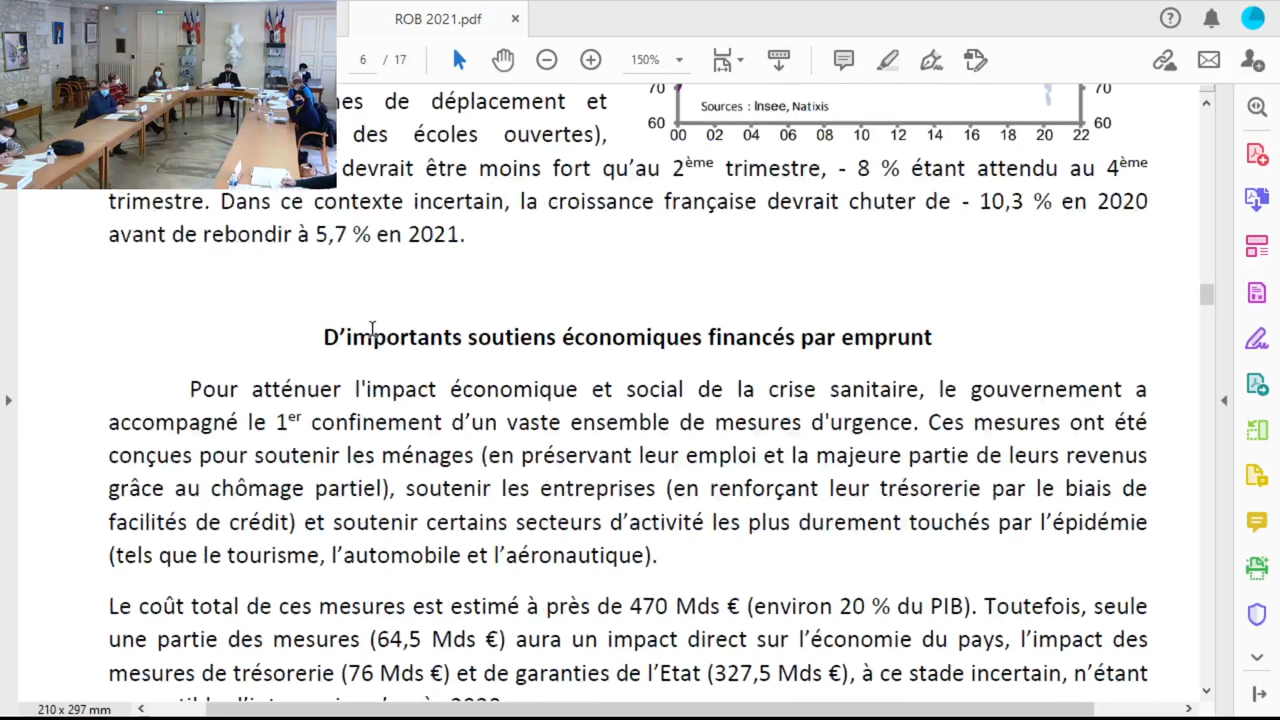 ROB 2021.pdf
6 / 17
150%
70
Sources : Insee, Natixis
70
60
00 02 04 06 08 10 12 14 16 18 20 22
60
nes de déplacement et
des écoles ouvertes),
devrait être moins fort qu'au 2ème trimestre, - 8 % étant attendu au 4ème
trimestre. Dans ce contexte incertain, la croissance française devrait chuter de - 10,3 % en 2020
avant de rebondir à 5,7 % en 2021.
D’importants soutiens économiques financés par emprunt
Pour atténuer l'impact économique et social de la crise sanitaire, le gouvernement a
accompagné le 1er confinement d’un vaste ensemble de mesures d'urgence. Ces mesures ont été
conçues pour soutenir les ménages (en préservant leur emploi et la majeure partie de leurs revenus
grâce au chômage partiel), soutenir les entreprises (en renforçant leur trésorerie par le biais de
facilités de crédit) et soutenir certains secteurs d’activité les plus durement touchés par l’épidémie
(tels que le tourisme, l’automobile et l’aéronautique).
Le coût total de ces mesures est estimé à près de 470 Mds € (environ 20 % du PIB). Toutefois, seule
une partie des mesures (64,5 Mds €) aura un impact direct sur l’économie du pays, l’impact des
mesures de trésorerie (76 Mds €) et de garanties de l’Etat (327,5 Mds €), à ce stade incertain, n’étant
210 x 297 mm